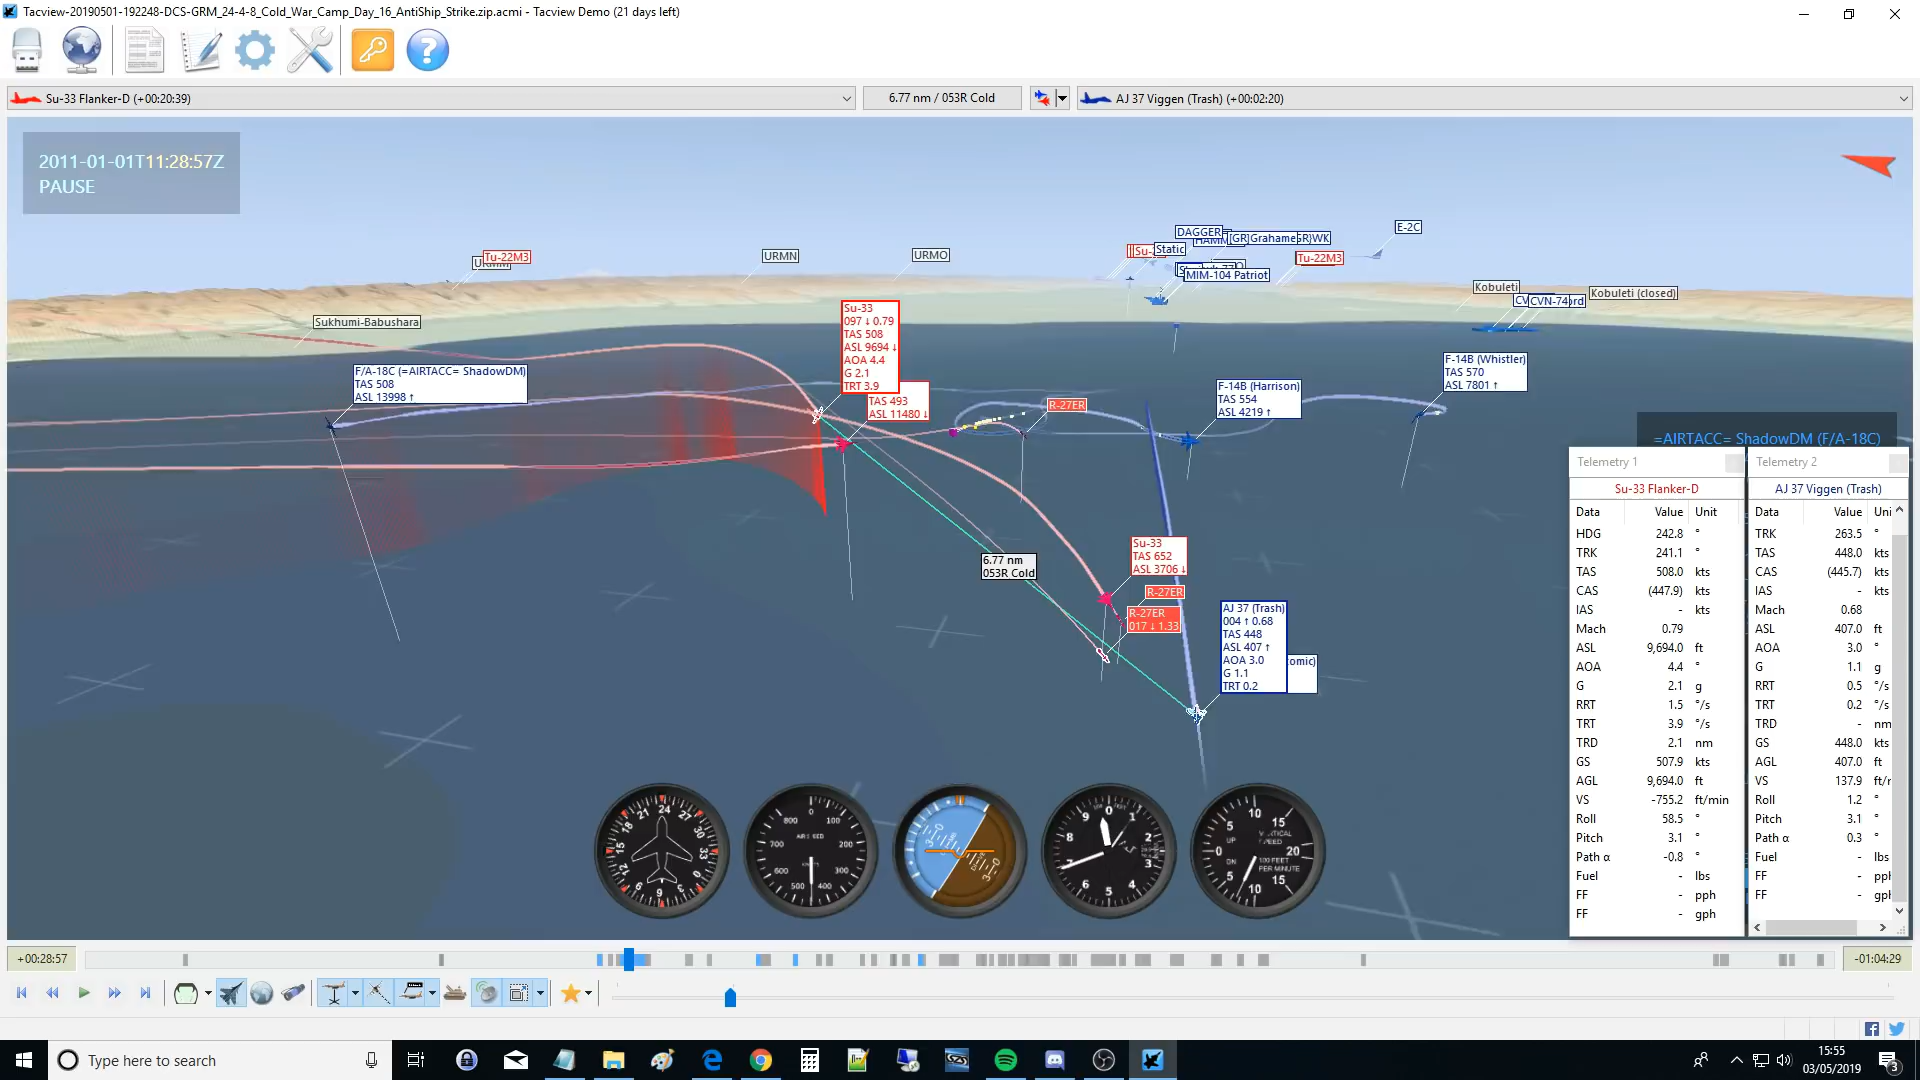 Tacview-20190501-192248-DCS-GRM_24-4-8_Cold_War_Camp_Day_16_AntiShip_Strike.zip.acmi - Tacview Demo (21 days left)
Su-33 Flanker-D (+00:20:39)
6.77 nm / 053R Cold
AJ 37 Viggen (Trash) (+00:02:20)
2011-01-01T11:28:57Z
PAUSE
Tu-22M3
URMN
URMO
DAGGER
[GR]Grahame
Static
E-2C
Tu-22M3
MIM-104 Patriot
Kobuleti
Kobuleti (closed)
CVN-74
Sukhumi-Babushara
Su-33
097 ↓ 0.79
TAS 508
ASL 9694 ↓
AOA 4.4
G 2.1
TRT 3.9
TAS 493
ASL 11480 ↓
F/A-18C (=AIRTACC= ShadowDM)
TAS 508
ASL 13998 ↑
R-27ER
F-14B (Harrison)
TAS 554
ASL 4219 ↑
F-14B (Whistler)
TAS 570
ASL 7801 ↑
=AIRTACC= ShadowDM (F/A-18C)
6.77 nm
053R Cold
Su-33
TAS 652
ASL 3706 ↓
R-27ER
R-27ER
017 ↓ 1.33
AJ 37 (Trash)
004 ↑ 0.68
TAS 448
ASL 407 ↑
AOA 3.0
G 1.1
TRT 0.2
omic)
Telemetry 1
Su-33 Flanker-D
Data Value Unit
HDG 242.8 °
TRK 241.1 °
TAS 508.0 kts
CAS (447.9) kts
IAS - kts
Mach 0.79
ASL 9,694.0 ft
AOA 4.4 °
G 2.1 g
RRT 1.5 °/s
TRT 3.9 °/s
TRD 2.1 nm
GS 507.9 kts
AGL 9,694.0 ft
VS -755.2 ft/min
Roll 58.5 °
Pitch 3.1 °
Path α -0.8 °
Fuel - lbs
FF - pph
FF - gph
Telemetry 2
AJ 37 Viggen (Trash)
Data Value Uni
TRK 263.5 °
TAS 448.0 kts
CAS (445.7) kts
IAS - kts
Mach 0.68
ASL 407.0 ft
AOA 3.0 °
G 1.1 g
RRT 0.5 °/s
TRT 0.2 °/s
TRD - nm
GS 448.0 kts
AGL 407.0 ft
VS 137.9 ft/r
Roll 1.2 °
Pitch 3.1 °
Path α 0.3 °
Fuel - lbs
FF - ppl
FF - gpl
+00:28:57
-01:04:29
Type here to search
15:55
03/05/2019
3